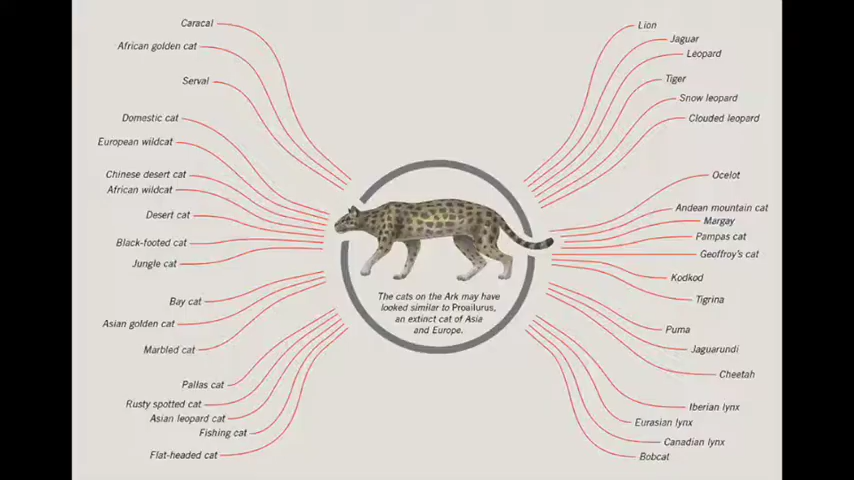 Caracal
African golden cat
Serval
Domestic cat
European wildcat
Chinese desert cat
African wildcat
Desert cat
Black-footed cat
Jungle cat
Bay cat
Asian golden cat
Marbled cat
Pallas cat
Rusty spotted cat
Asian leopard cat
Fishing cat
Flat-headed cat
The cats on the Ark may have
looked similar to Proailurus,
an extinct cat of Asia
and Europe.
Lion
Jaguar
Leopard
Tiger
Snow leopard
Clouded leopard
Ocelot
Andean mountain cat
Margay
Pampas cat
Geoffroy's cat
Kodkod
Tigrina
Puma
Jaguarundi
Cheetah
Iberian lynx
Eurasian lynx
Canadian lynx
Bobcat